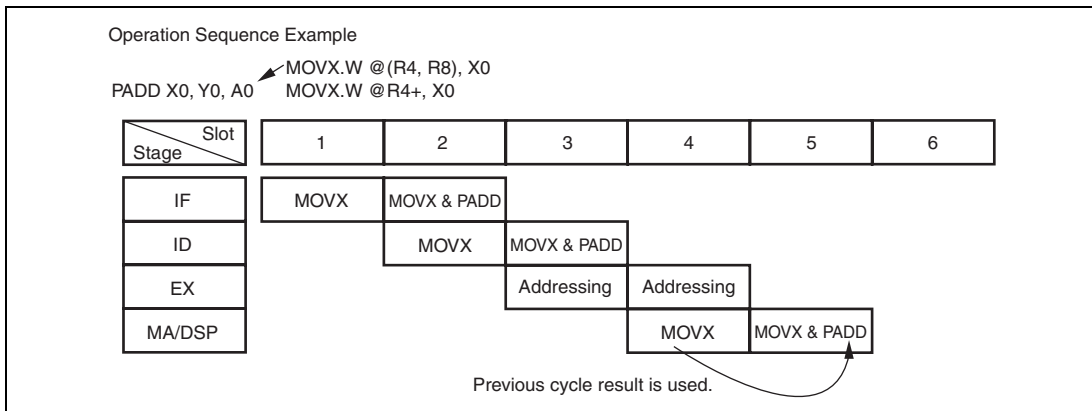 Operation Sequence Example
MOVX.W @(R4, R8), X0
PADD X0, Y0, A0 MOVX.W @R4+, X0
Slot
Stage
1 2 3 4 5 6
IF MOVX MOVX & PADD
ID MOVX MOVX & PADD
EX Addressing Addressing
MA/DSP MOVX MOVX & PADD
Previous cycle result is used.